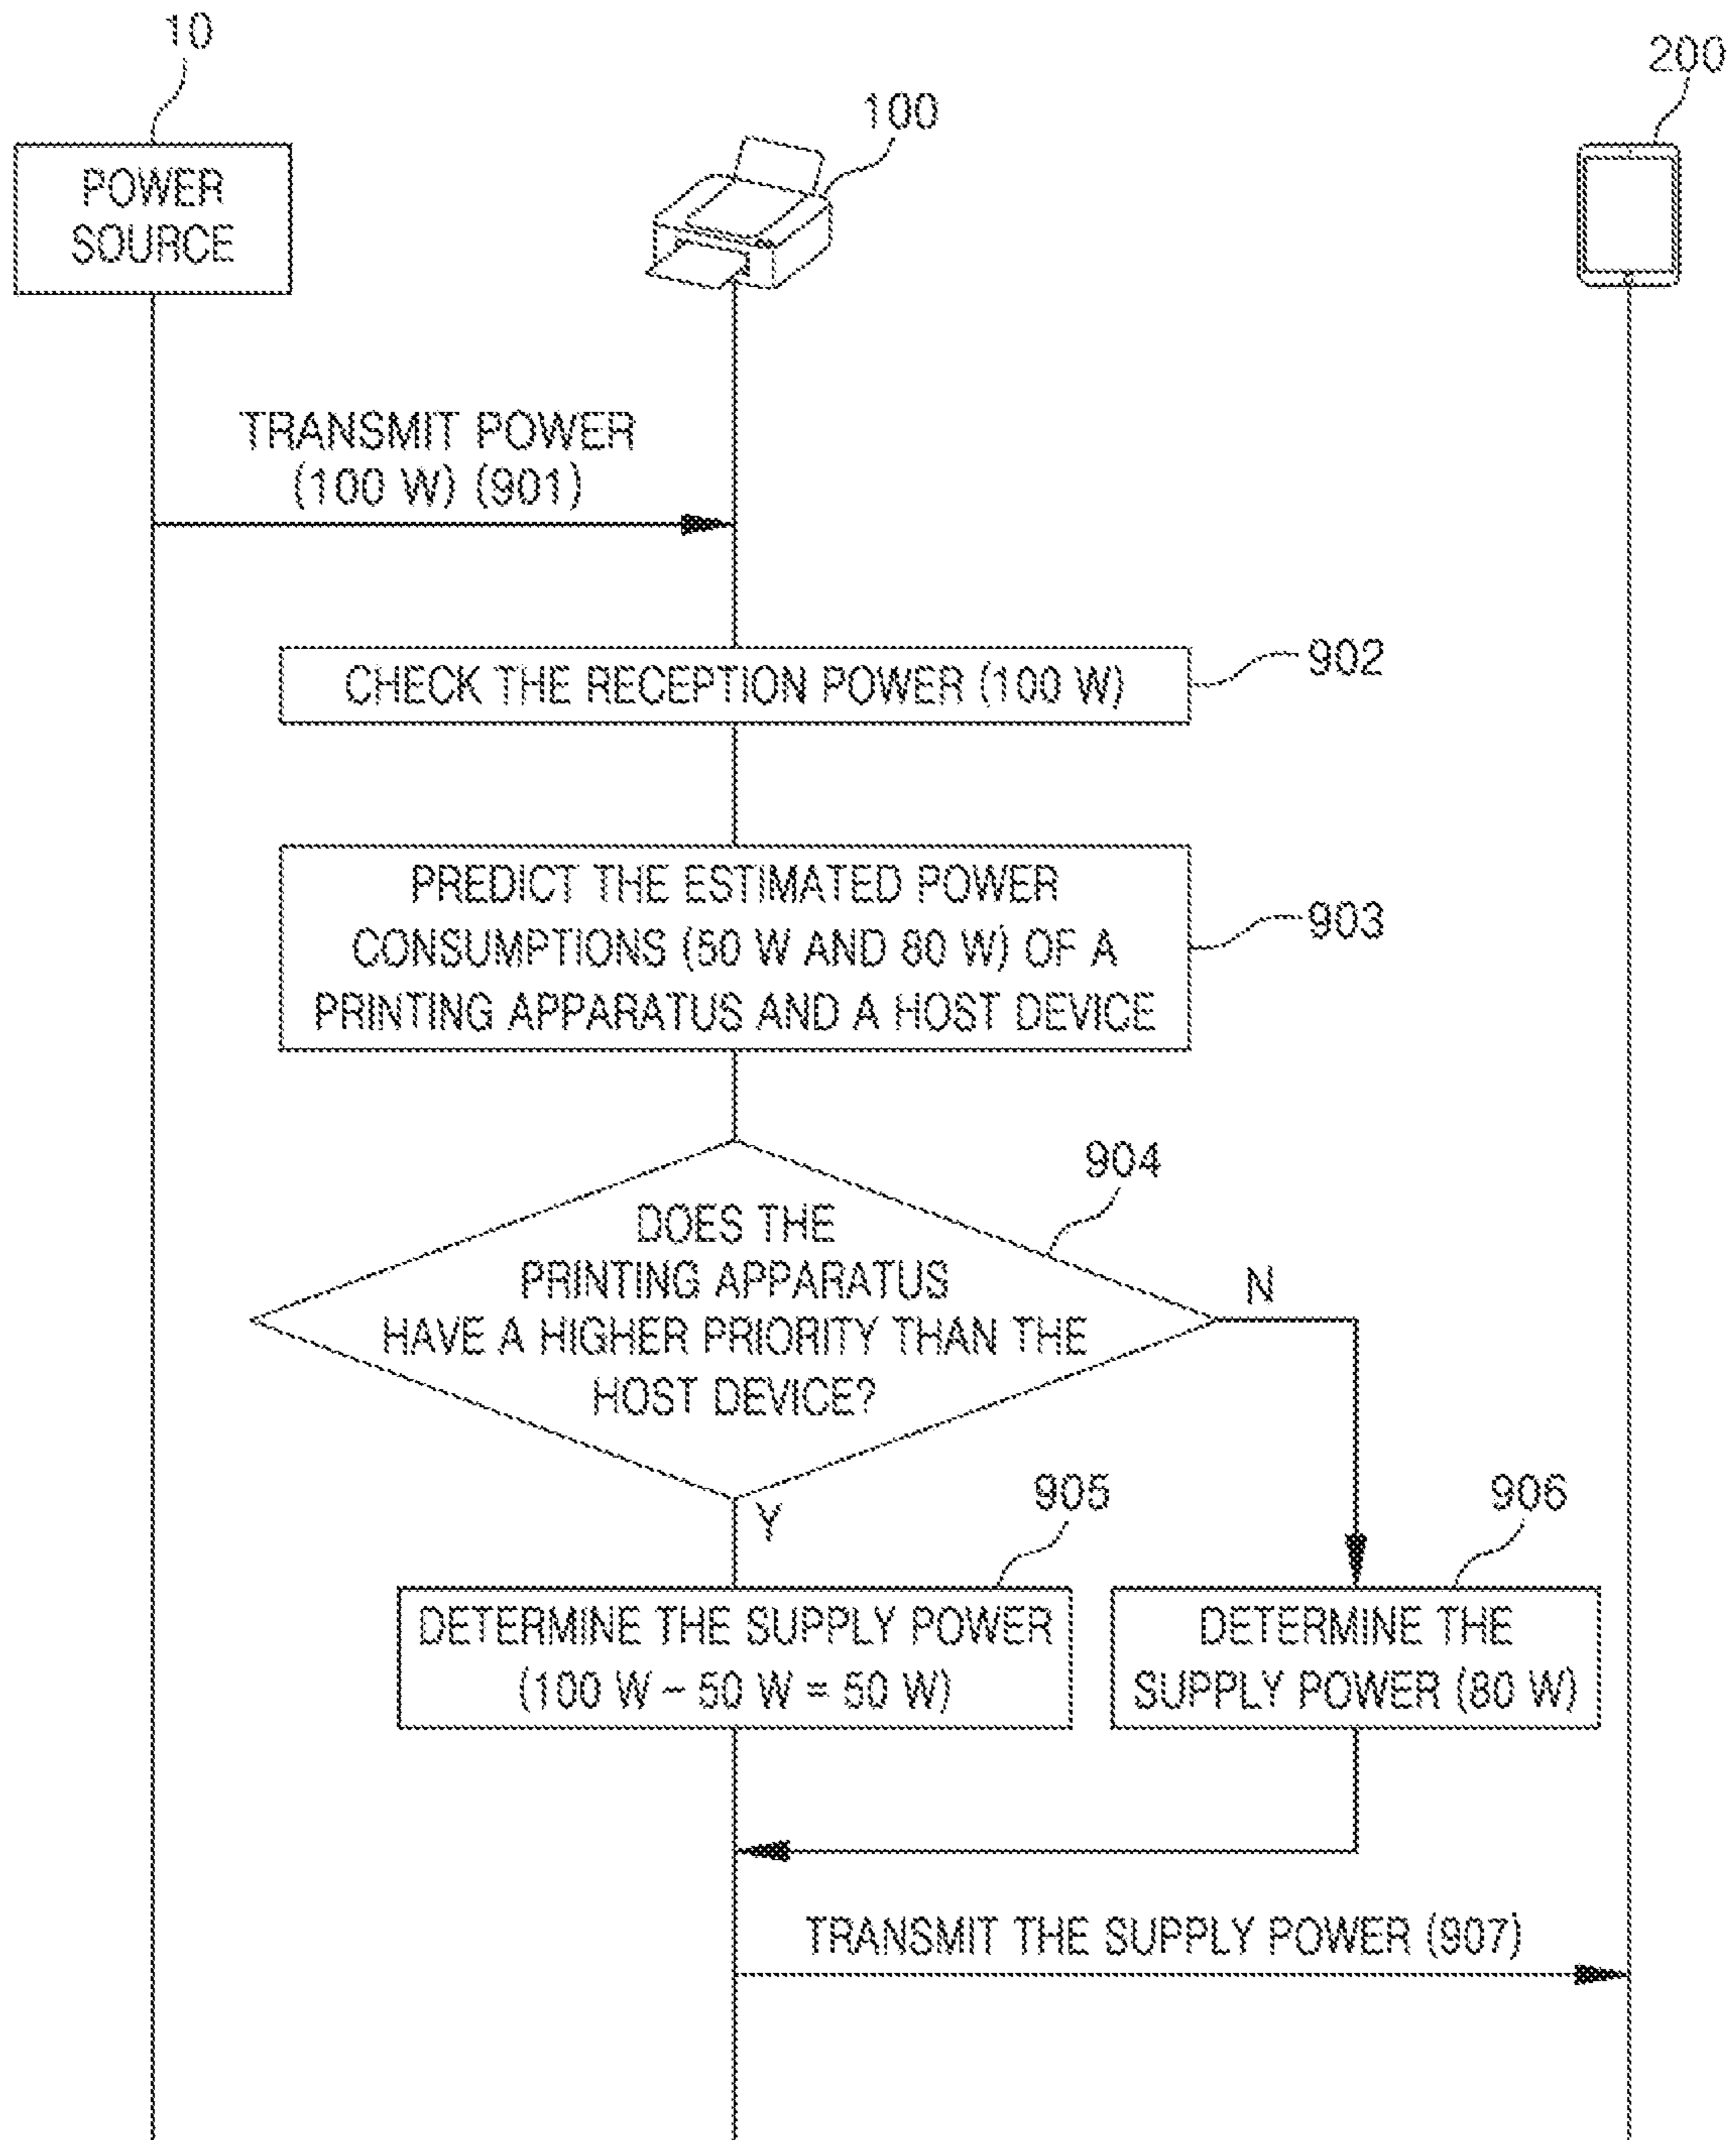 10
200
100
POWER
SOURCE
TRANSMIT POWER
(100 W) (901)
CHECK THE RECEPTION POWER (100 W)
902
PREDICT THE ESTIMATED POWER
CONSUMPTIONS (50 W AND 80 W) OF A
PRINTING APPARATUS AND A HOST DEVICE
903
904
DOES THE
PRINTING APPARATUS
HAVE A HIGHER PRIORITY THAN THE
HOST DEVICE?
N
Y
905
906
DETERMINE THE SUPPLY POWER
(100 W – 50 W = 50 W)
DETERMINE THE
SUPPLY POWER (80 W)
TRANSMIT THE SUPPLY POWER (907)